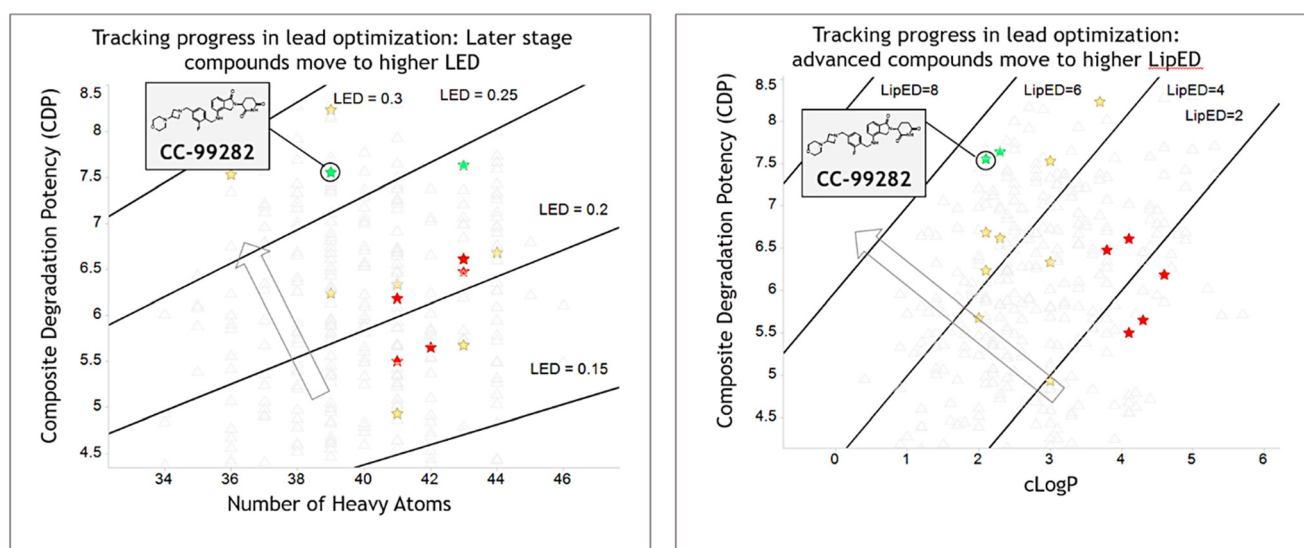 Tracking progress in lead optimization: Later stage
compounds move to higher LED
Composite Degradation Potency (CDP)
8.5
8
7.5
7
6.5
6
5.5
5
4.5
LED = 0.3
LED = 0.25
LED = 0.2
LED = 0.15
CC-99282
34
36
38
40
42
44
46
Number of Heavy Atoms
Tracking progress in lead optimization:
advanced compounds move to higher LipED
Composite Degradation Potency (CDP)
8.5
8
7.5
7
6.5
6
5.5
5
4.5
LipED=8
LipED=6
LipED=4
LipED=2
CC-99282
0
1
2
3
4
5
6
cLogP